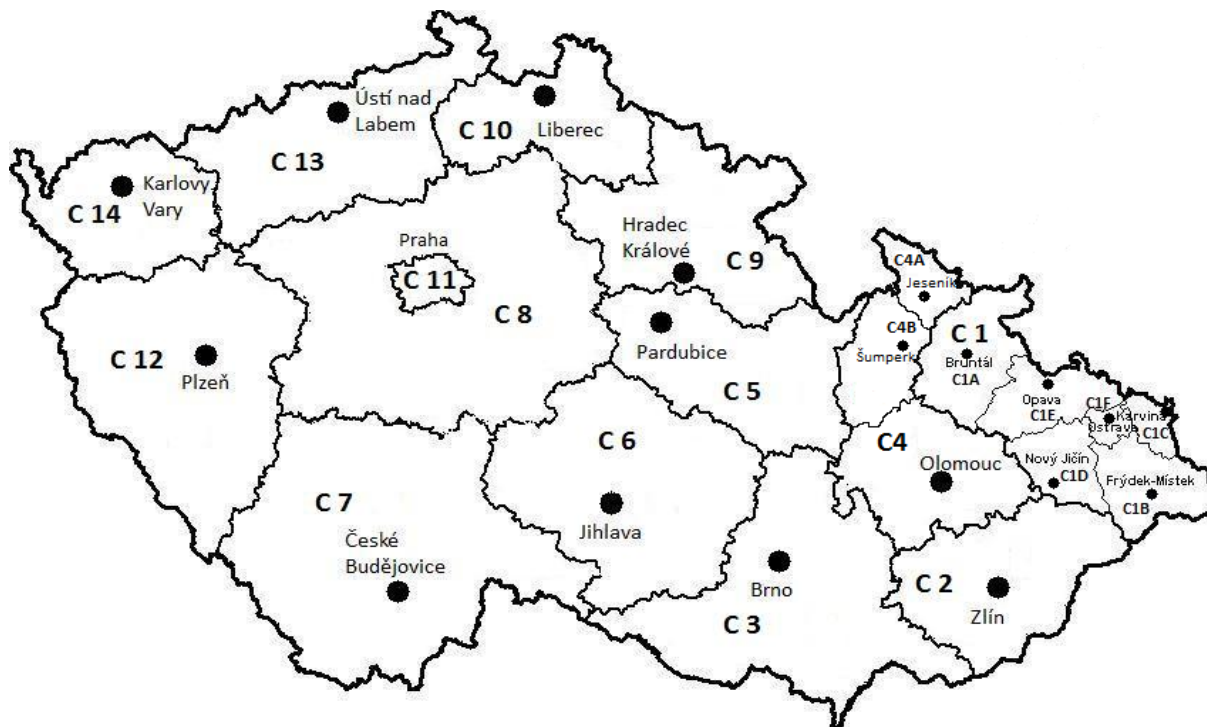 Ústí nad
Labem
C 10
Liberec
C 13
Karlovy
Vary
C 14
Hradec
Králové
Praha
C 9
C4A
Jeseník
C 11
C 8
C4B
Šumperk
C 1
Bruntál
C1A
Pardubice
C 12
Plzeň
C 5
Opava
C1E
C1F
Karviná
Ostrava
C1C
C 6
C4
Olomouc
Nový Jičín
C1D
Frýdek-Místek
C1B
C 7
Jihlava
České
Budějovice
Brno
C 2
Zlín
C 3